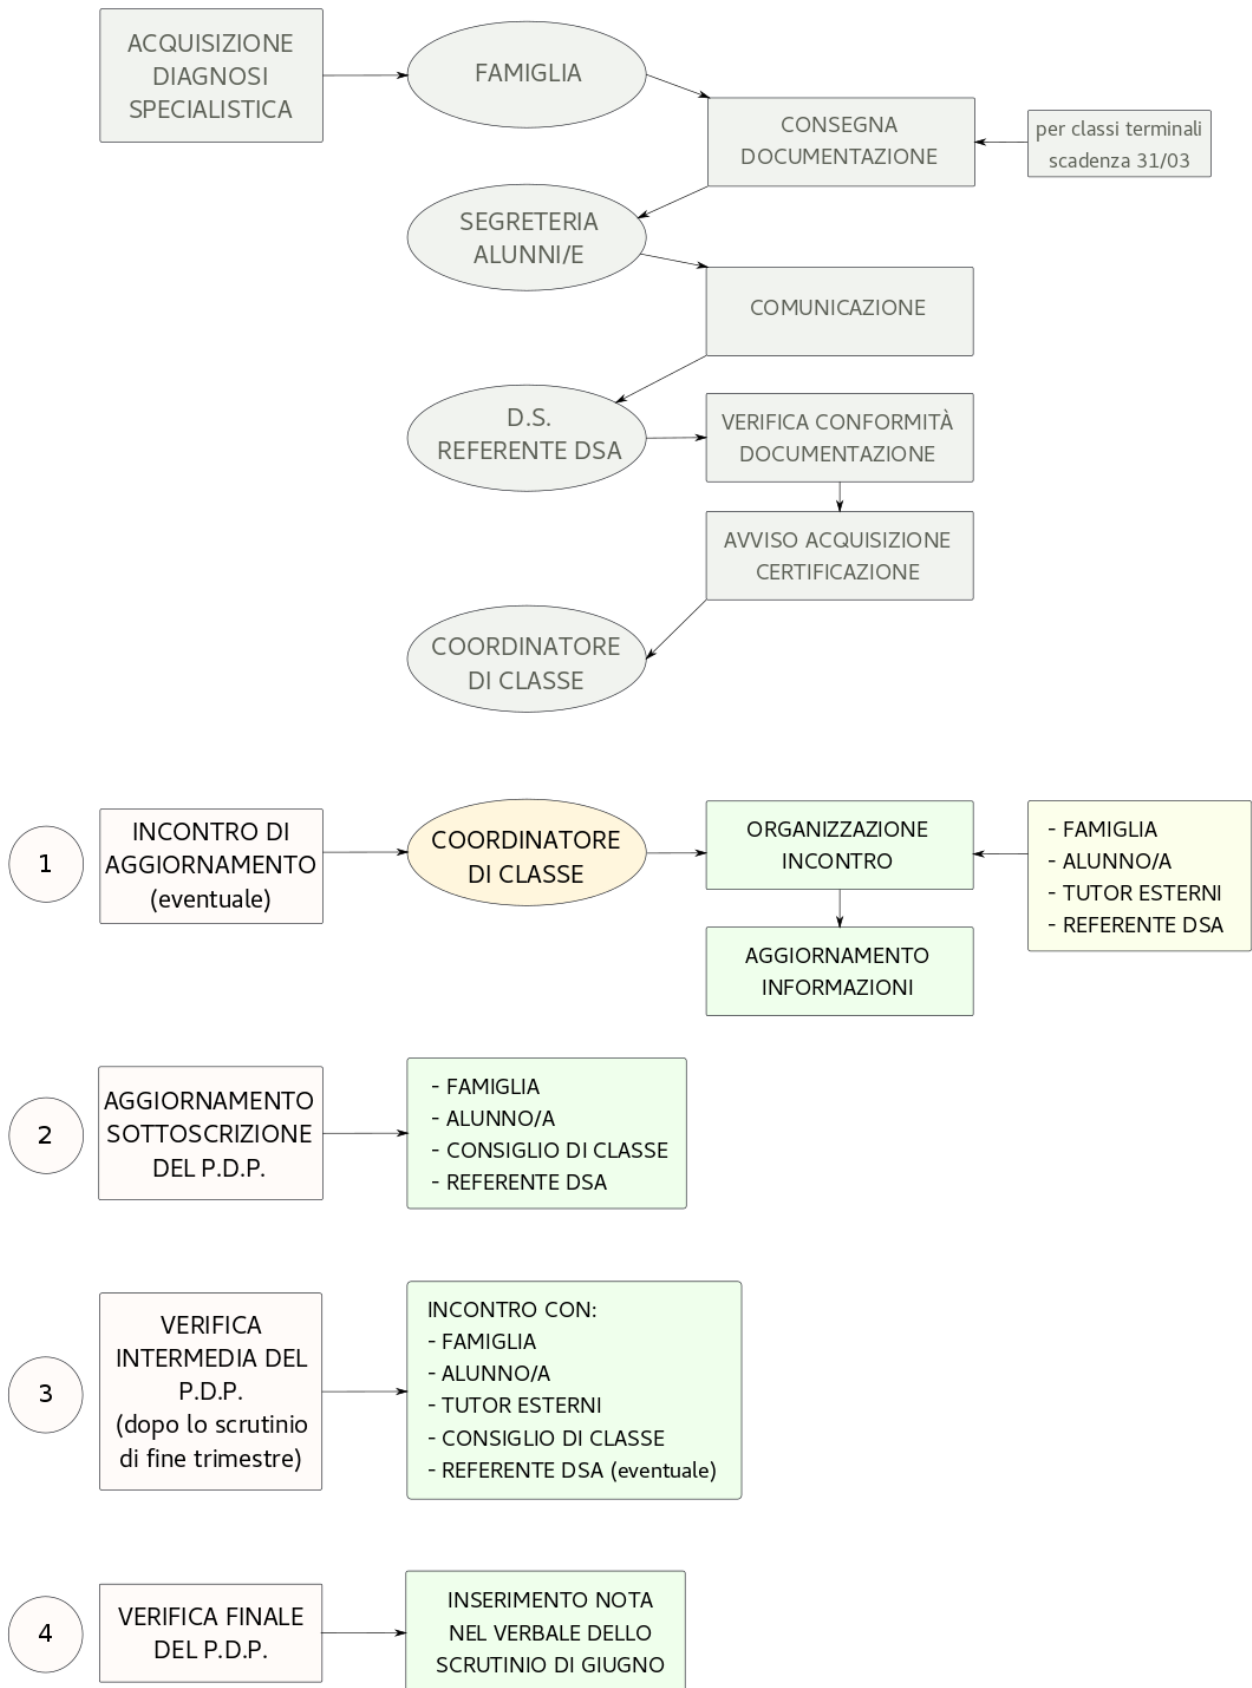 ACQUISIZIONE
DIAGNOSI
SPECIALISTICA
FAMIGLIA
CONSEGNA
DOCUMENTAZIONE
per classi terminali
scadenza 31/03
SEGRETERIA
ALUNNI/E
COMUNICAZIONE
D.S.
REFERENTE DSA
VERIFICA CONFORMITÀ
DOCUMENTAZIONE
AVVISO ACQUISIZIONE
CERTIFICAZIONE
COORDINATORE
DI CLASSE
1
INCONTRO DI
AGGIORNAMENTO
(eventuale)
COORDINATORE
DI CLASSE
ORGANIZZAZIONE
INCONTRO
- FAMIGLIA
- ALUNNO/A
- TUTOR ESTERNI
- REFERENTE DSA
AGGIORNAMENTO
INFORMAZIONI
2
AGGIORNAMENTO
SOTTOSCRIZIONE
DEL P.D.P.
- FAMIGLIA
- ALUNNO/A
- CONSIGLIO DI CLASSE
- REFERENTE DSA
3
VERIFICA
INTERMEDIA DEL
P.D.P.
(dopo lo scrutinio
di fine trimestre)
INCONTRO CON:
- FAMIGLIA
- ALUNNO/A
- TUTOR ESTERNI
- CONSIGLIO DI CLASSE
- REFERENTE DSA (eventuale)
4
VERIFICA FINALE
DEL P.D.P.
INSERIMENTO NOTA
NEL VERBALE DELLO
SCRUTINIO DI GIUGNO